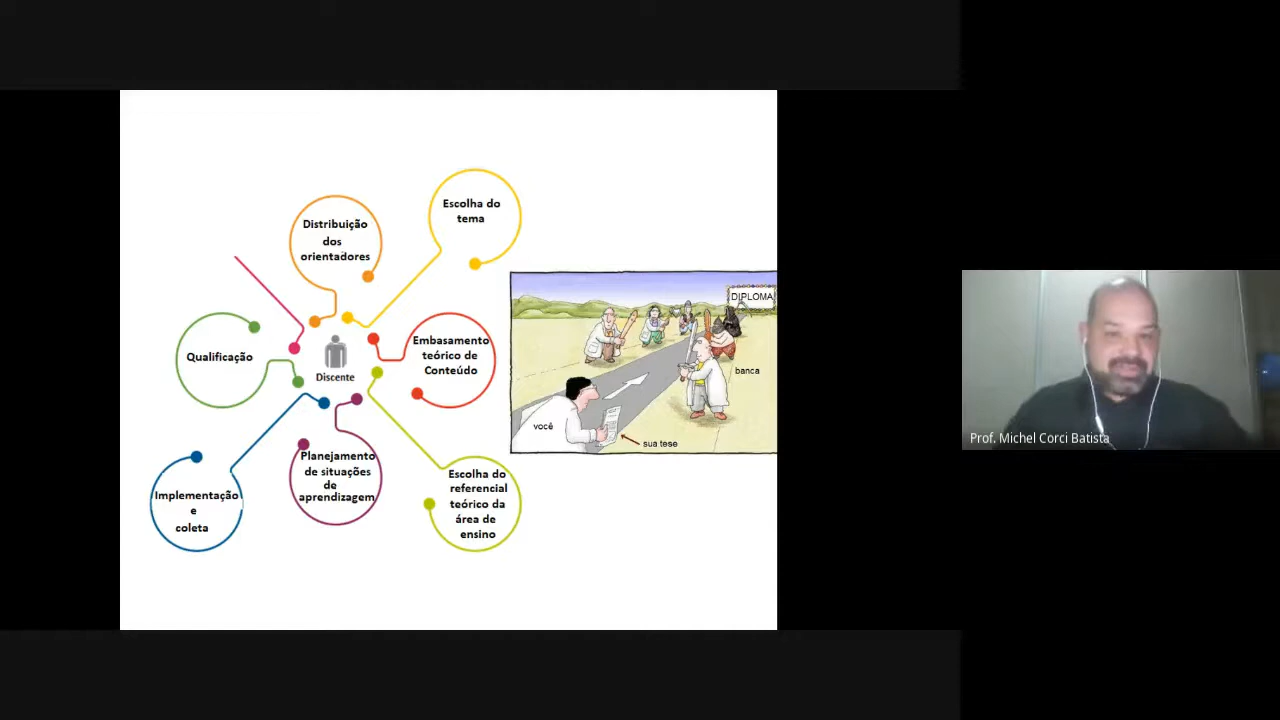 Distribuição
dos
orientadores
Escolha do
tema
Embasamento
teórico de
Conteúdo
Escolha do
referencial
teórico da
área de
ensino
Planejamento
de situações
de
aprendizagem
Implementação
e
coleta
Qualificação
Discente
DIPLOMA
banca
você
sua tese
Prof. Michel Corci Batista